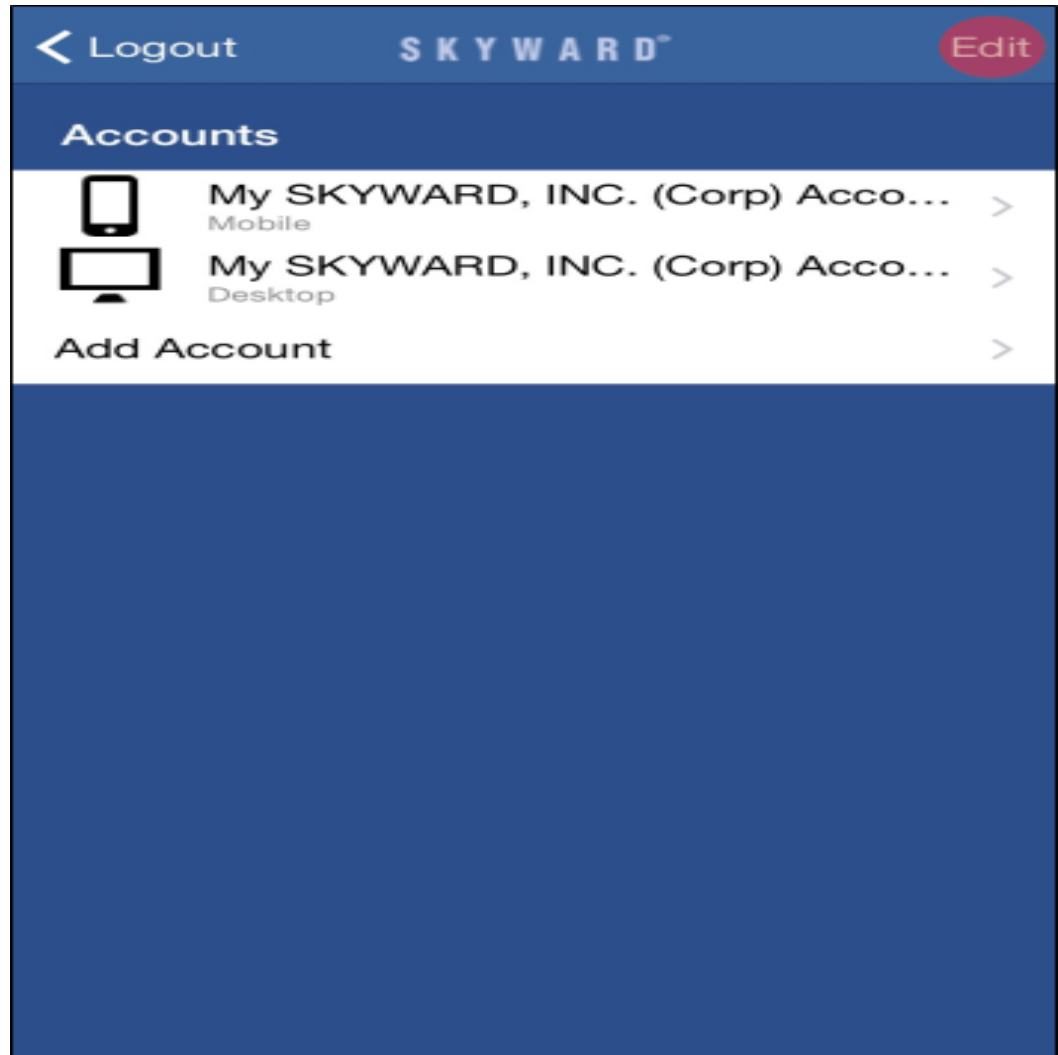 Logout SKYWARD® Edit
Accounts
My SKYWARD, INC. (Corp) Acco...
Mobile
My SKYWARD, INC. (Corp) Acco...
Desktop
Add Account